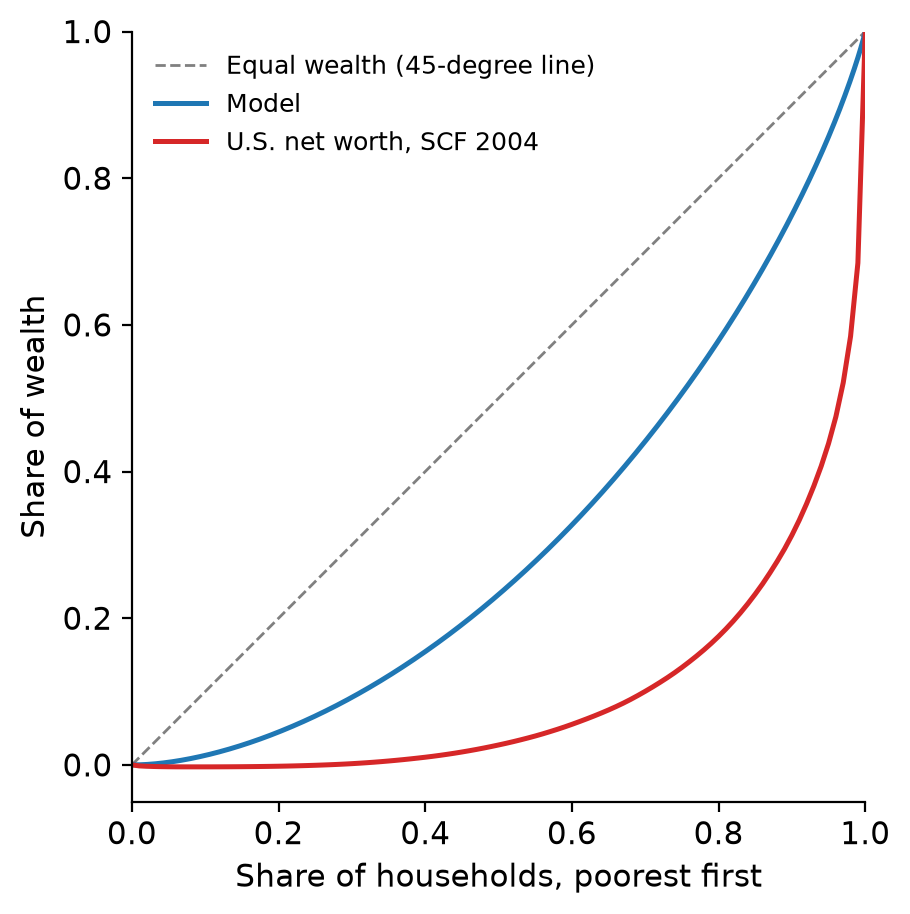 1.0
0.8
0.6
0.4
0.2
0.0
Share of wealth
Equal wealth (45-degree line)
Model
U.S. net worth, SCF 2004
0.0 0.2 0.4 0.6 0.8 1.0
Share of households, poorest first